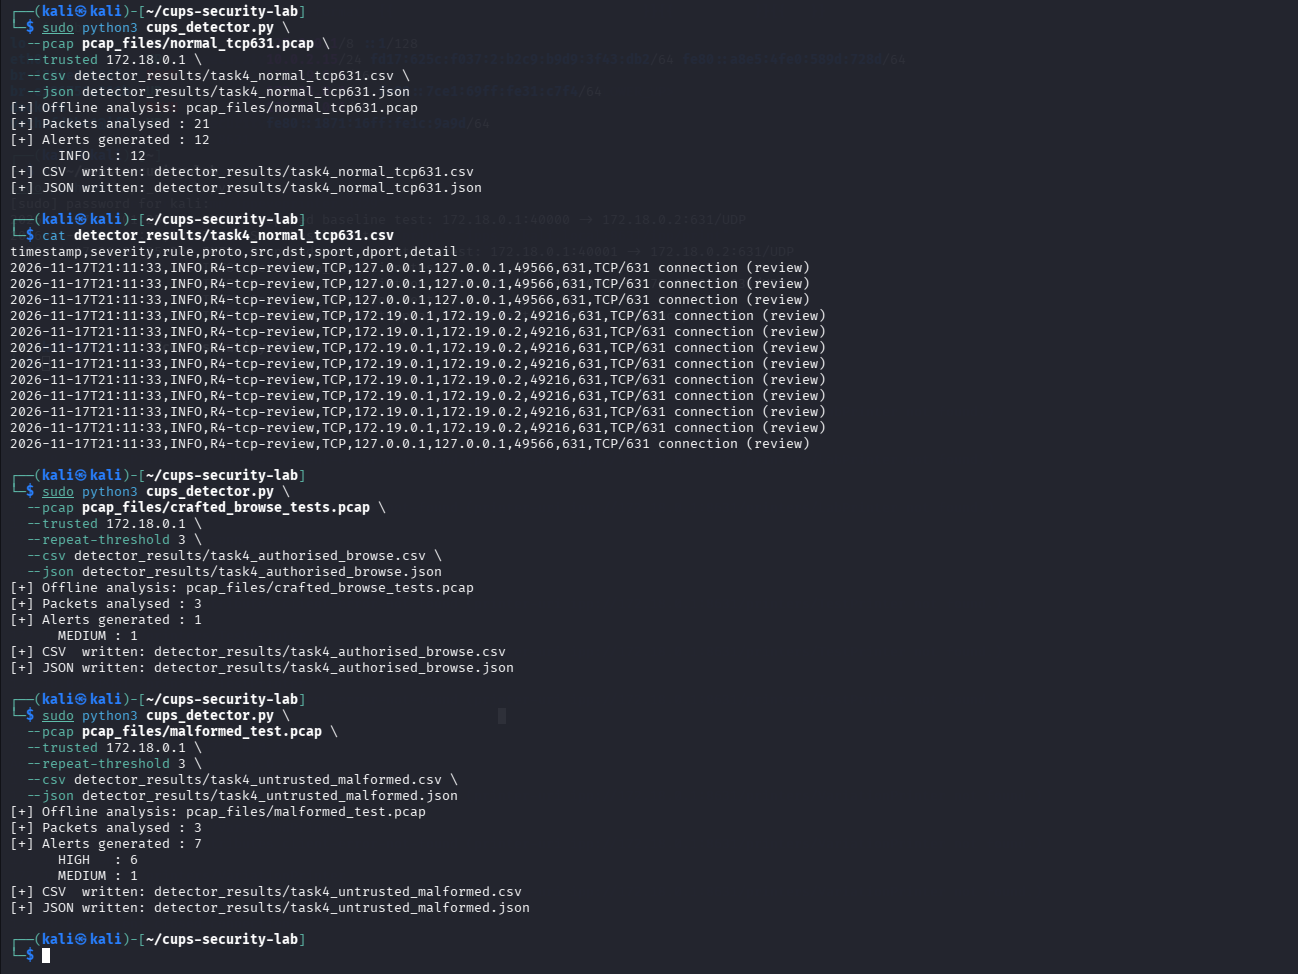 ┌──(kali㉿kali)-[~/cups-security-lab]
└─$ sudo python3 cups_detector.py \
  --pcap pcap_files/normal_tcp631.pcap \
  --trusted 172.18.0.1 \
  --csv detector_results/task4_normal_tcp631.csv \
  --json detector_results/task4_normal_tcp631.json
[+] Offline analysis: pcap_files/normal_tcp631.pcap
[+] Packets analysed : 21
[+] Alerts generated : 12
      INFO   : 12
[+] CSV  written: detector_results/task4_normal_tcp631.csv
[+] JSON written: detector_results/task4_normal_tcp631.json
┌──(kali㉿kali)-[~/cups-security-lab]
└─$ cat detector_results/task4_normal_tcp631.csv
timestamp,severity,rule,proto,src,dst,sport,dport,detail
2026-11-17T21:11:33,INFO,R4-tcp-review,TCP,127.0.0.1,127.0.0.1,49566,631,TCP/631 connection (review)
2026-11-17T21:11:33,INFO,R4-tcp-review,TCP,127.0.0.1,127.0.0.1,49566,631,TCP/631 connection (review)
2026-11-17T21:11:33,INFO,R4-tcp-review,TCP,127.0.0.1,127.0.0.1,49566,631,TCP/631 connection (review)
2026-11-17T21:11:33,INFO,R4-tcp-review,TCP,172.19.0.1,172.19.0.2,49216,631,TCP/631 connection (review)
2026-11-17T21:11:33,INFO,R4-tcp-review,TCP,172.19.0.1,172.19.0.2,49216,631,TCP/631 connection (review)
2026-11-17T21:11:33,INFO,R4-tcp-review,TCP,172.19.0.1,172.19.0.2,49216,631,TCP/631 connection (review)
2026-11-17T21:11:33,INFO,R4-tcp-review,TCP,172.19.0.1,172.19.0.2,49216,631,TCP/631 connection (review)
2026-11-17T21:11:33,INFO,R4-tcp-review,TCP,172.19.0.1,172.19.0.2,49216,631,TCP/631 connection (review)
2026-11-17T21:11:33,INFO,R4-tcp-review,TCP,172.19.0.1,172.19.0.2,49216,631,TCP/631 connection (review)
2026-11-17T21:11:33,INFO,R4-tcp-review,TCP,172.19.0.1,172.19.0.2,49216,631,TCP/631 connection (review)
2026-11-17T21:11:33,INFO,R4-tcp-review,TCP,172.19.0.1,172.19.0.2,49216,631,TCP/631 connection (review)
2026-11-17T21:11:33,INFO,R4-tcp-review,TCP,127.0.0.1,127.0.0.1,49566,631,TCP/631 connection (review)
┌──(kali㉿kali)-[~/cups-security-lab]
└─$ sudo python3 cups_detector.py \
  --pcap pcap_files/crafted_browse_tests.pcap \
  --trusted 172.18.0.1 \
  --repeat-threshold 3 \
  --csv detector_results/task4_authorised_browse.csv \
  --json detector_results/task4_authorised_browse.json
[+] Offline analysis: pcap_files/crafted_browse_tests.pcap
[+] Packets analysed : 3
[+] Alerts generated : 1
      MEDIUM : 1
[+] CSV  written: detector_results/task4_authorised_browse.csv
[+] JSON written: detector_results/task4_authorised_browse.json
┌──(kali㉿kali)-[~/cups-security-lab]
└─$ sudo python3 cups_detector.py \
  --pcap pcap_files/malformed_test.pcap \
  --trusted 172.18.0.1 \
  --repeat-threshold 3 \
  --csv detector_results/task4_untrusted_malformed.csv \
  --json detector_results/task4_untrusted_malformed.json
[+] Offline analysis: pcap_files/malformed_test.pcap
[+] Packets analysed : 3
[+] Alerts generated : 7
      HIGH   : 6
      MEDIUM : 1
[+] CSV  written: detector_results/task4_untrusted_malformed.csv
[+] JSON written: detector_results/task4_untrusted_malformed.json
┌──(kali㉿kali)-[~/cups-security-lab]
└─$